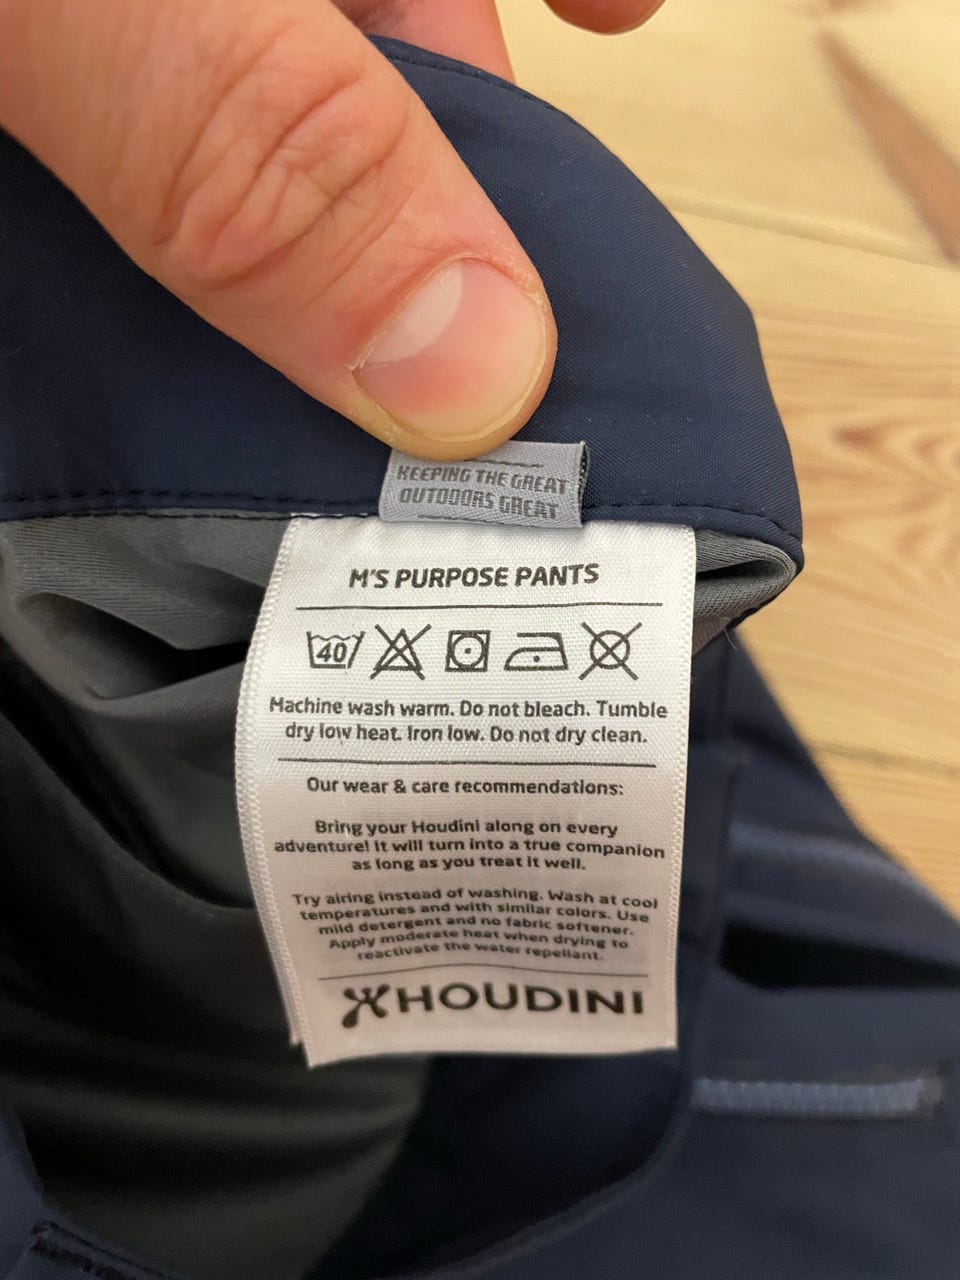 KEEPING THE GREAT
OUTDOORS GREAT
M'S PURPOSE PANTS
40
Machine wash warm. Do not bleach. Tumble
dry low heat. Iron low. Do not dry clean.
Our wear & care recommendations:
Bring your Houdini along on every
adventure! It will turn into a true companion
as long as you treat it well.
Try airing instead of washing. Wash at cool
temperatures and with similar colors. Use
mild detergent and no fabric softener.
Apply moderate heat when drying to
reactivate the water repellant.
HOUDINI